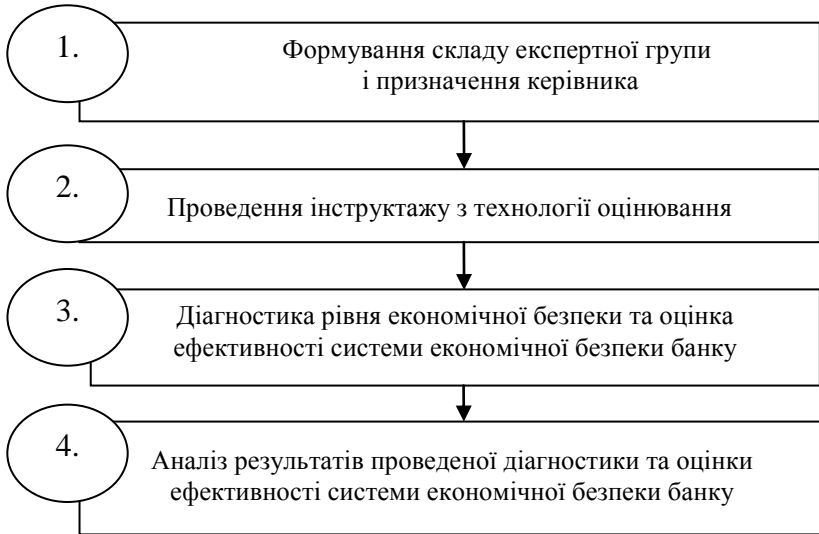 1.
Формування складу експертної групи
і призначення керівника
2.
Проведення інструктажу з технології оцінювання
3.
Діагностика рівня економічної безпеки та оцінка
ефективності системи економічної безпеки банку
4.
Аналіз результатів проведеної діагностики та оцінки
ефективності системи економічної безпеки банку